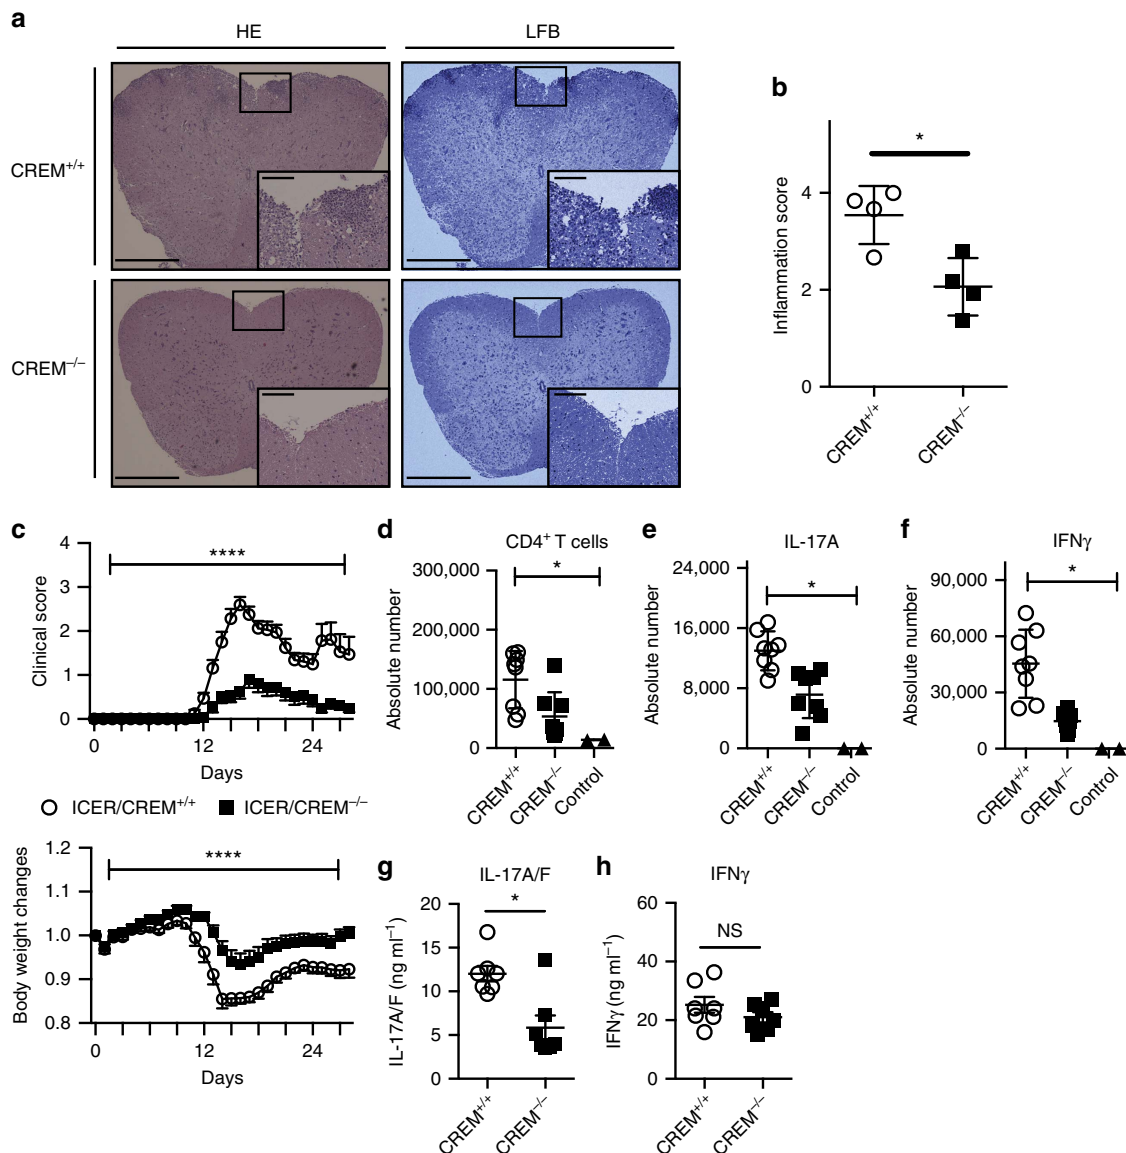 a
HE
LFB
CREM+/+
CREM−/−
b
Inflammation score
4
2
0
*
CREM+/+
CREM−/−
c
Clinical score
4
3
2
1
0
****
0
12
24
Days
ICER/CREM+/+
ICER/CREM−/−
Body weight changes
1.2
1.1
1.0
0.9
0.8
****
0
12
24
Days
d
CD4+ T cells
Absolute number
300,000
200,000
100,000
0
*
CREM+/+
CREM−/−
Control
e
IL-17A
Absolute number
24,000
16,000
8,000
0
*
CREM+/+
CREM−/−
Control
f
IFNγ
Absolute number
90,000
60,000
30,000
0
*
CREM+/+
CREM−/−
Control
g
IL-17A/F
IL-17A/F (ng ml−1)
20
15
10
5
0
*
CREM+/+
CREM−/−
h
IFNγ
IFNγ (ng ml−1)
60
40
20
0
NS
CREM+/+
CREM−/−